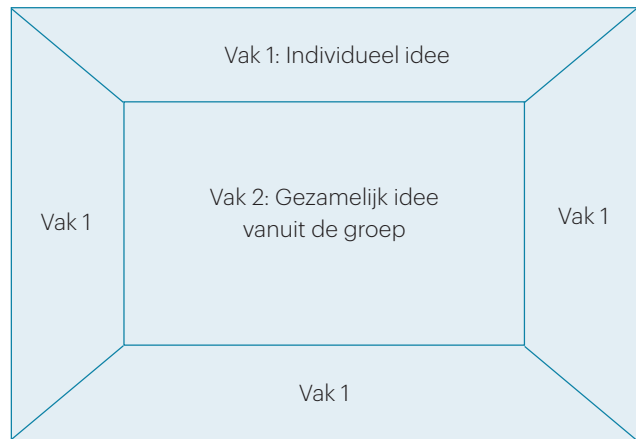 Vak 1: Individueel idee
Vak 1
Vak 2: Gezamelijk idee
vanuit de groep
Vak 1
Vak 1